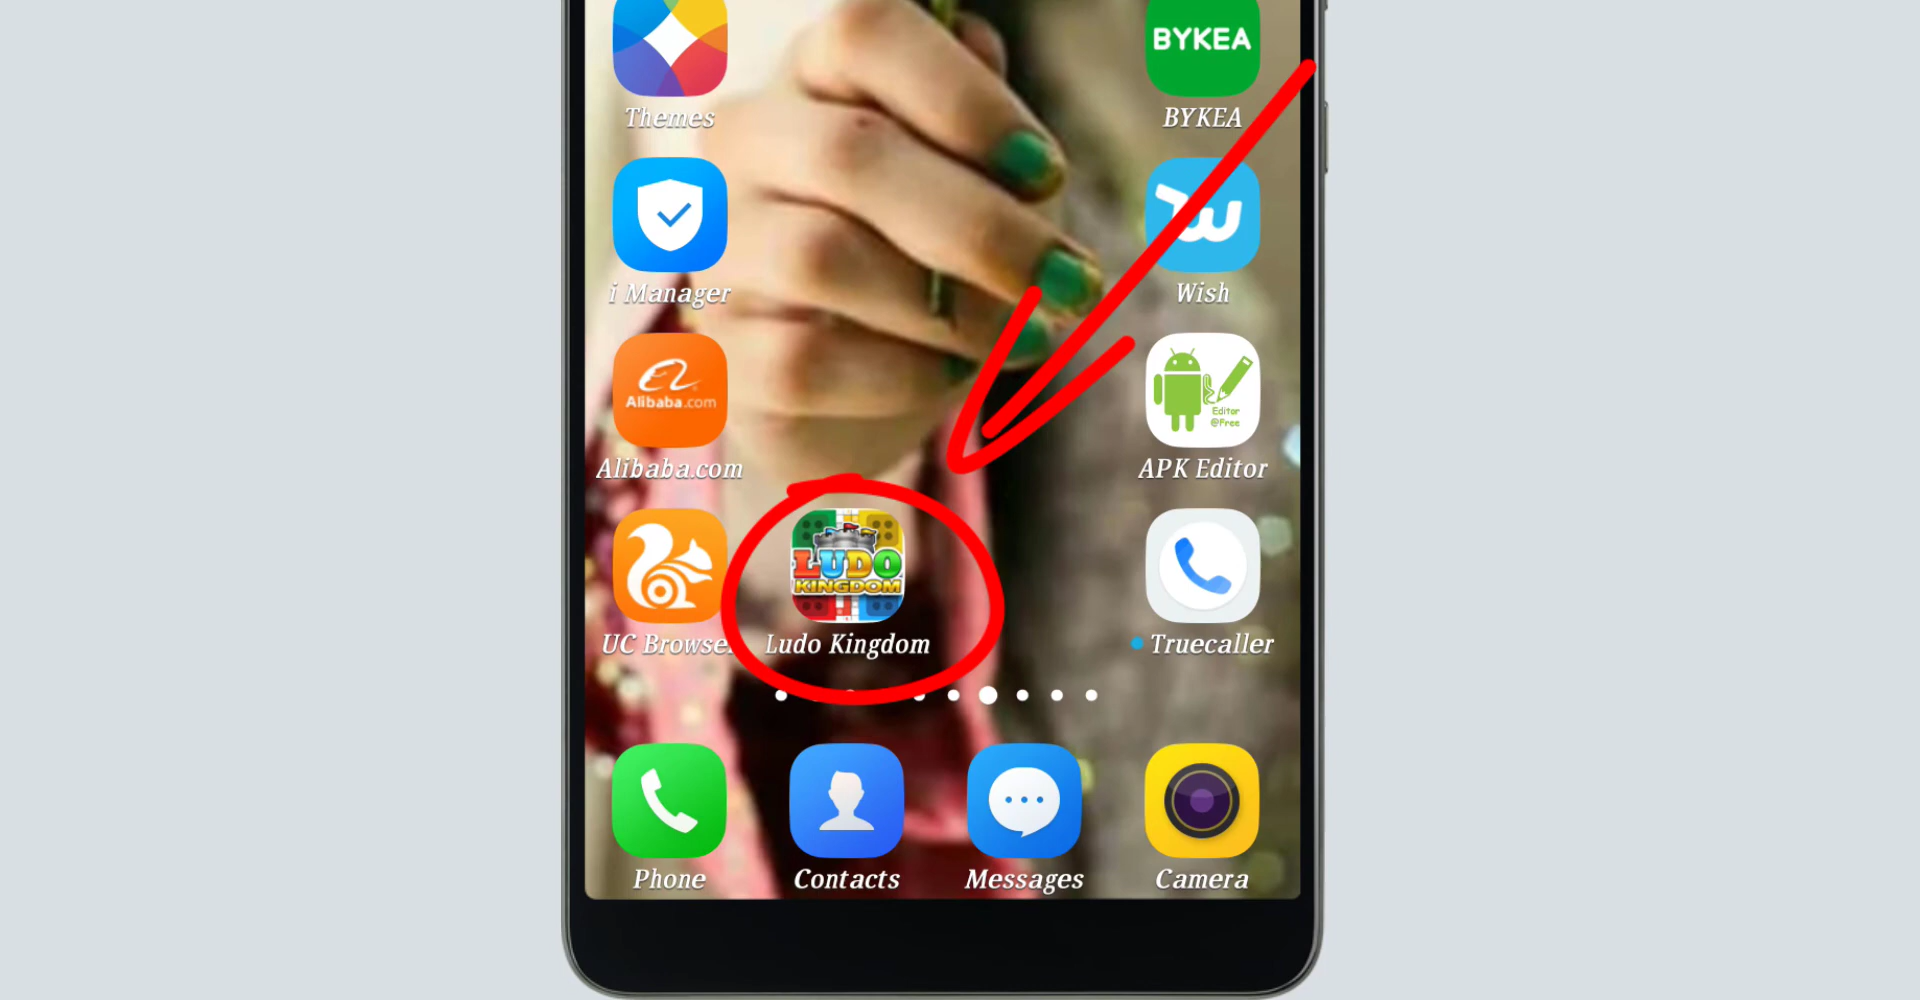 BYKEA
Themes
BYKEA
i Manager
Wish
Alibaba.com
Editor
@Free
Alibaba.com
APK Editor
LUDO
KINGDOM
UC Browser
Ludo Kingdom
Truecaller
Phone
Contacts
Messages
Camera